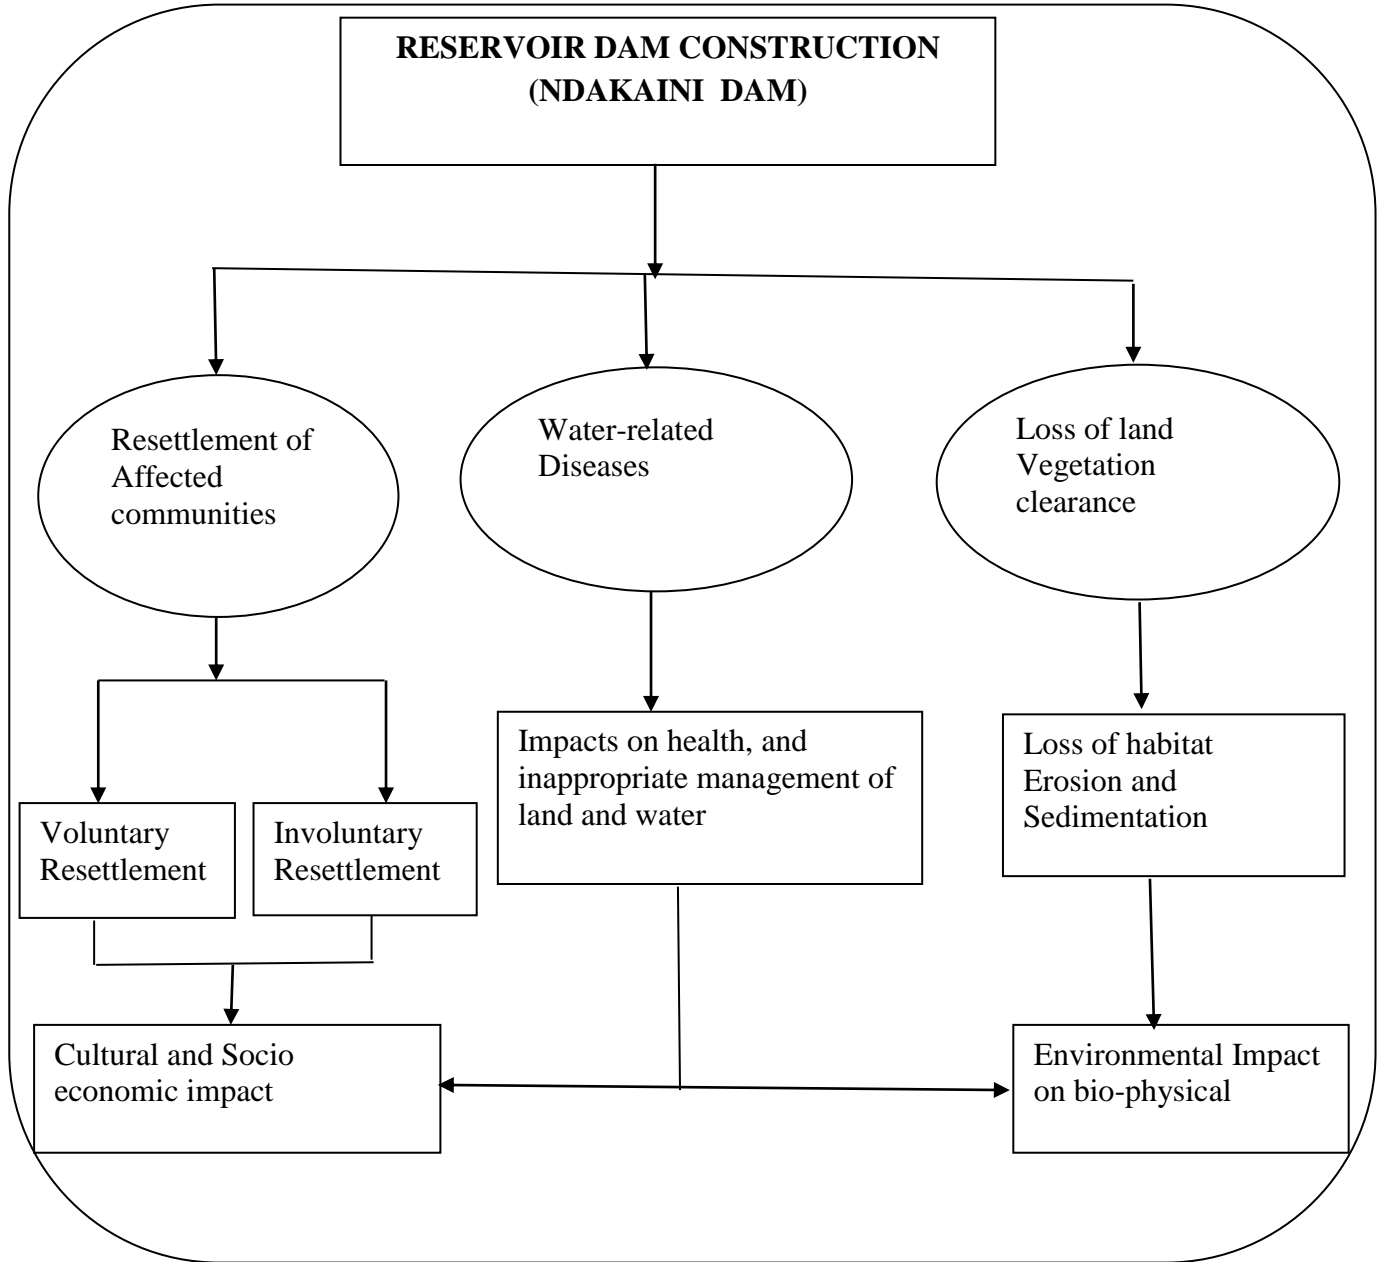 RESERVOIR DAM CONSTRUCTION
(NDAKAINI DAM)
Resettlement of
Affected
communities
Water-related
Diseases
Loss of land
Vegetation
clearance
Voluntary
Resettlement
Involuntary
Resettlement
Impacts on health, and
inappropriate management of
land and water
Loss of habitat
Erosion and
Sedimentation
Cultural and Socio
economic impact
Environmental Impact
on bio-physical